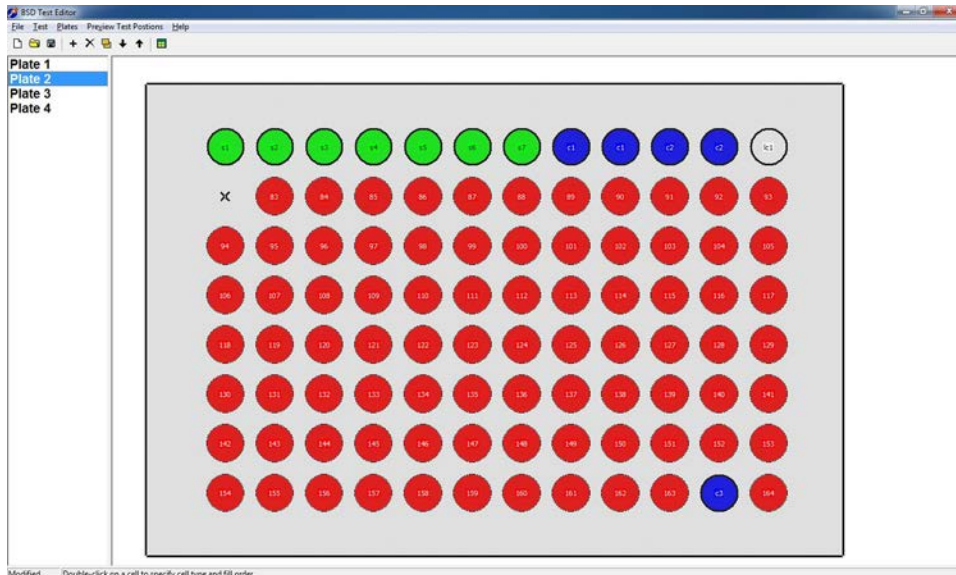 BSD Test Editor
File Test Plates Preview Test Postions Help
Plate 1
Plate 2
Plate 3
Plate 4
s1 s2 s3 s4 s5 s6 s7 c1 c1 c2 c2 lc1
83 84 85 86 87 88 89 90 91 92 93
94 95 96 97 98 99 100 101 102 103 104 105
106 107 108 109 110 111 112 113 114 115 116 117
118 119 120 121 122 123 124 125 126 127 128 129
130 131 132 133 134 135 136 137 138 139 140 141
142 143 144 145 146 147 148 149 150 151 152 153
154 155 156 157 158 159 160 161 162 163 c3 164
Modified Double-click on a cell to specify cell type and fill order